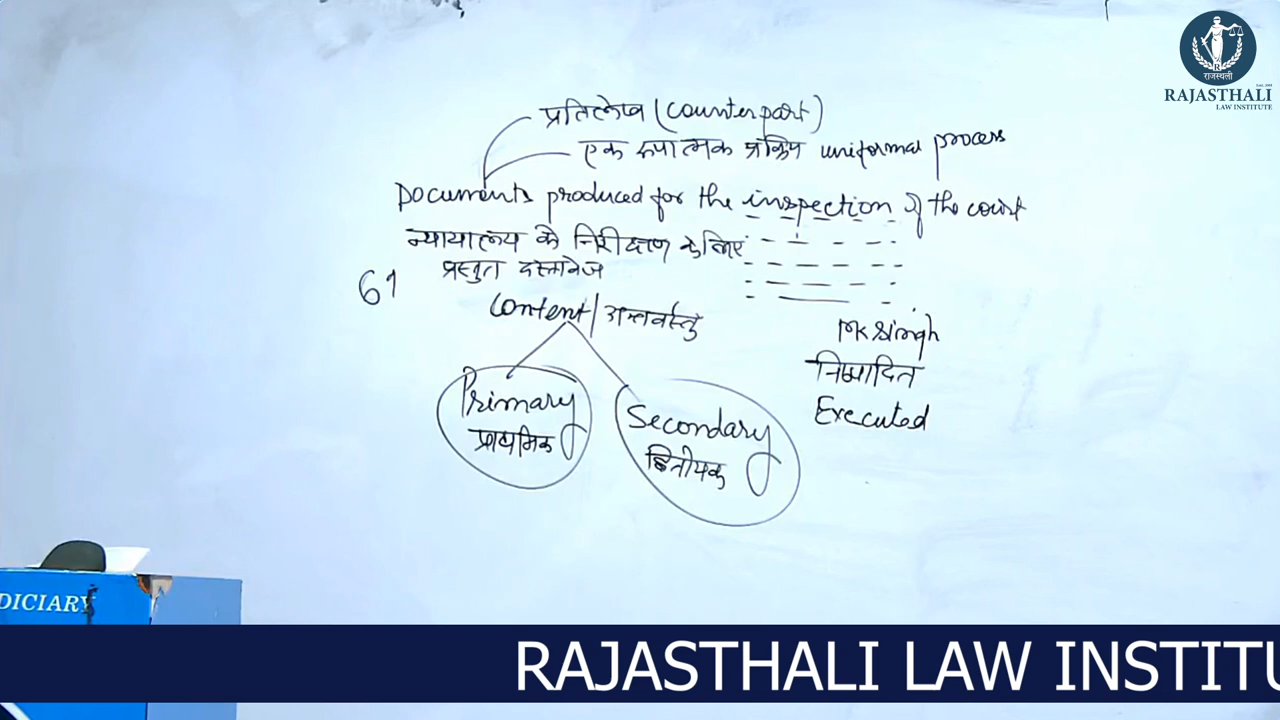 राजस्थली
RAJASTHALI
LAW INSTITUTE
प्रतिलेख (counterpart)
एक रूपात्मक प्रक्रिय uniformal process
Documents produced for the inspection of the court
न्यायालय के निरीक्षण के लिए
प्रस्तुत दस्तावेज
61
Content / अन्तर्वस्तु
Primary
प्राथमिक
Secondary
द्वितीयक
MK Singh
निष्पादित
Executed
DICIARY
RAJASTHALI LAW INSTITU